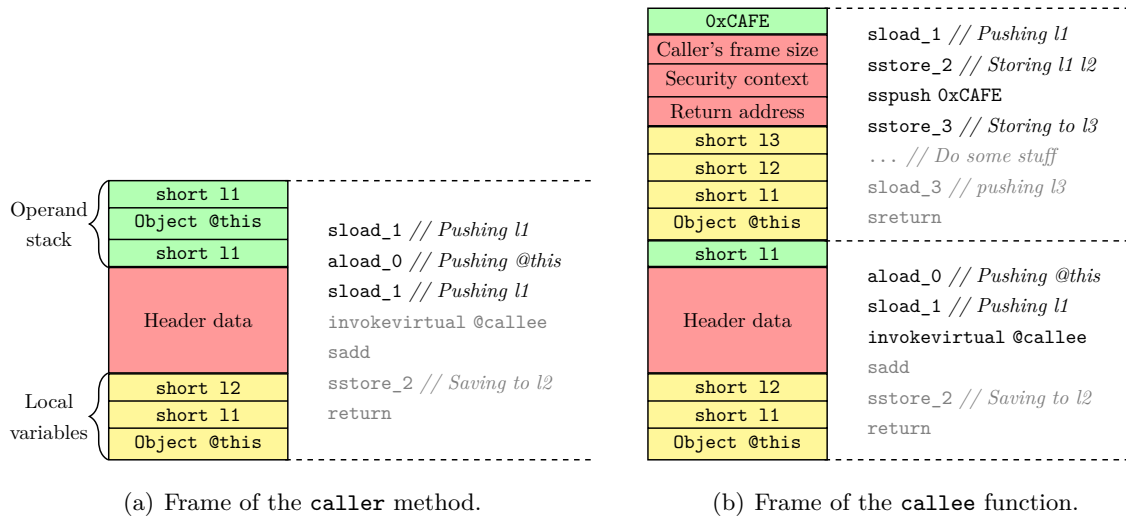 short l1
Object @this
short l1
Operand
stack
Header data
short l2
short l1
Object @this
Local
variables
sload_1 // Pushing l1
aload_0 // Pushing @this
sload_1 // Pushing l1
invokevirtual @callee
sadd
sstore_2 // Saving to l2
return
(a) Frame of the caller method.
0xCAFE
Caller's frame size
Security context
Return address
short l3
short l2
short l1
Object @this
short l1
Header data
short l2
short l1
Object @this
sload_1 // Pushing l1
sstore_2 // Storing l1 l2
sspush 0xCAFE
sstore_3 // Storing to l3
... // Do some stuff
sload_3 // pushing l3
sreturn
aload_0 // Pushing @this
sload_1 // Pushing l1
invokevirtual @callee
sadd
sstore_2 // Saving to l2
return
(b) Frame of the callee function.